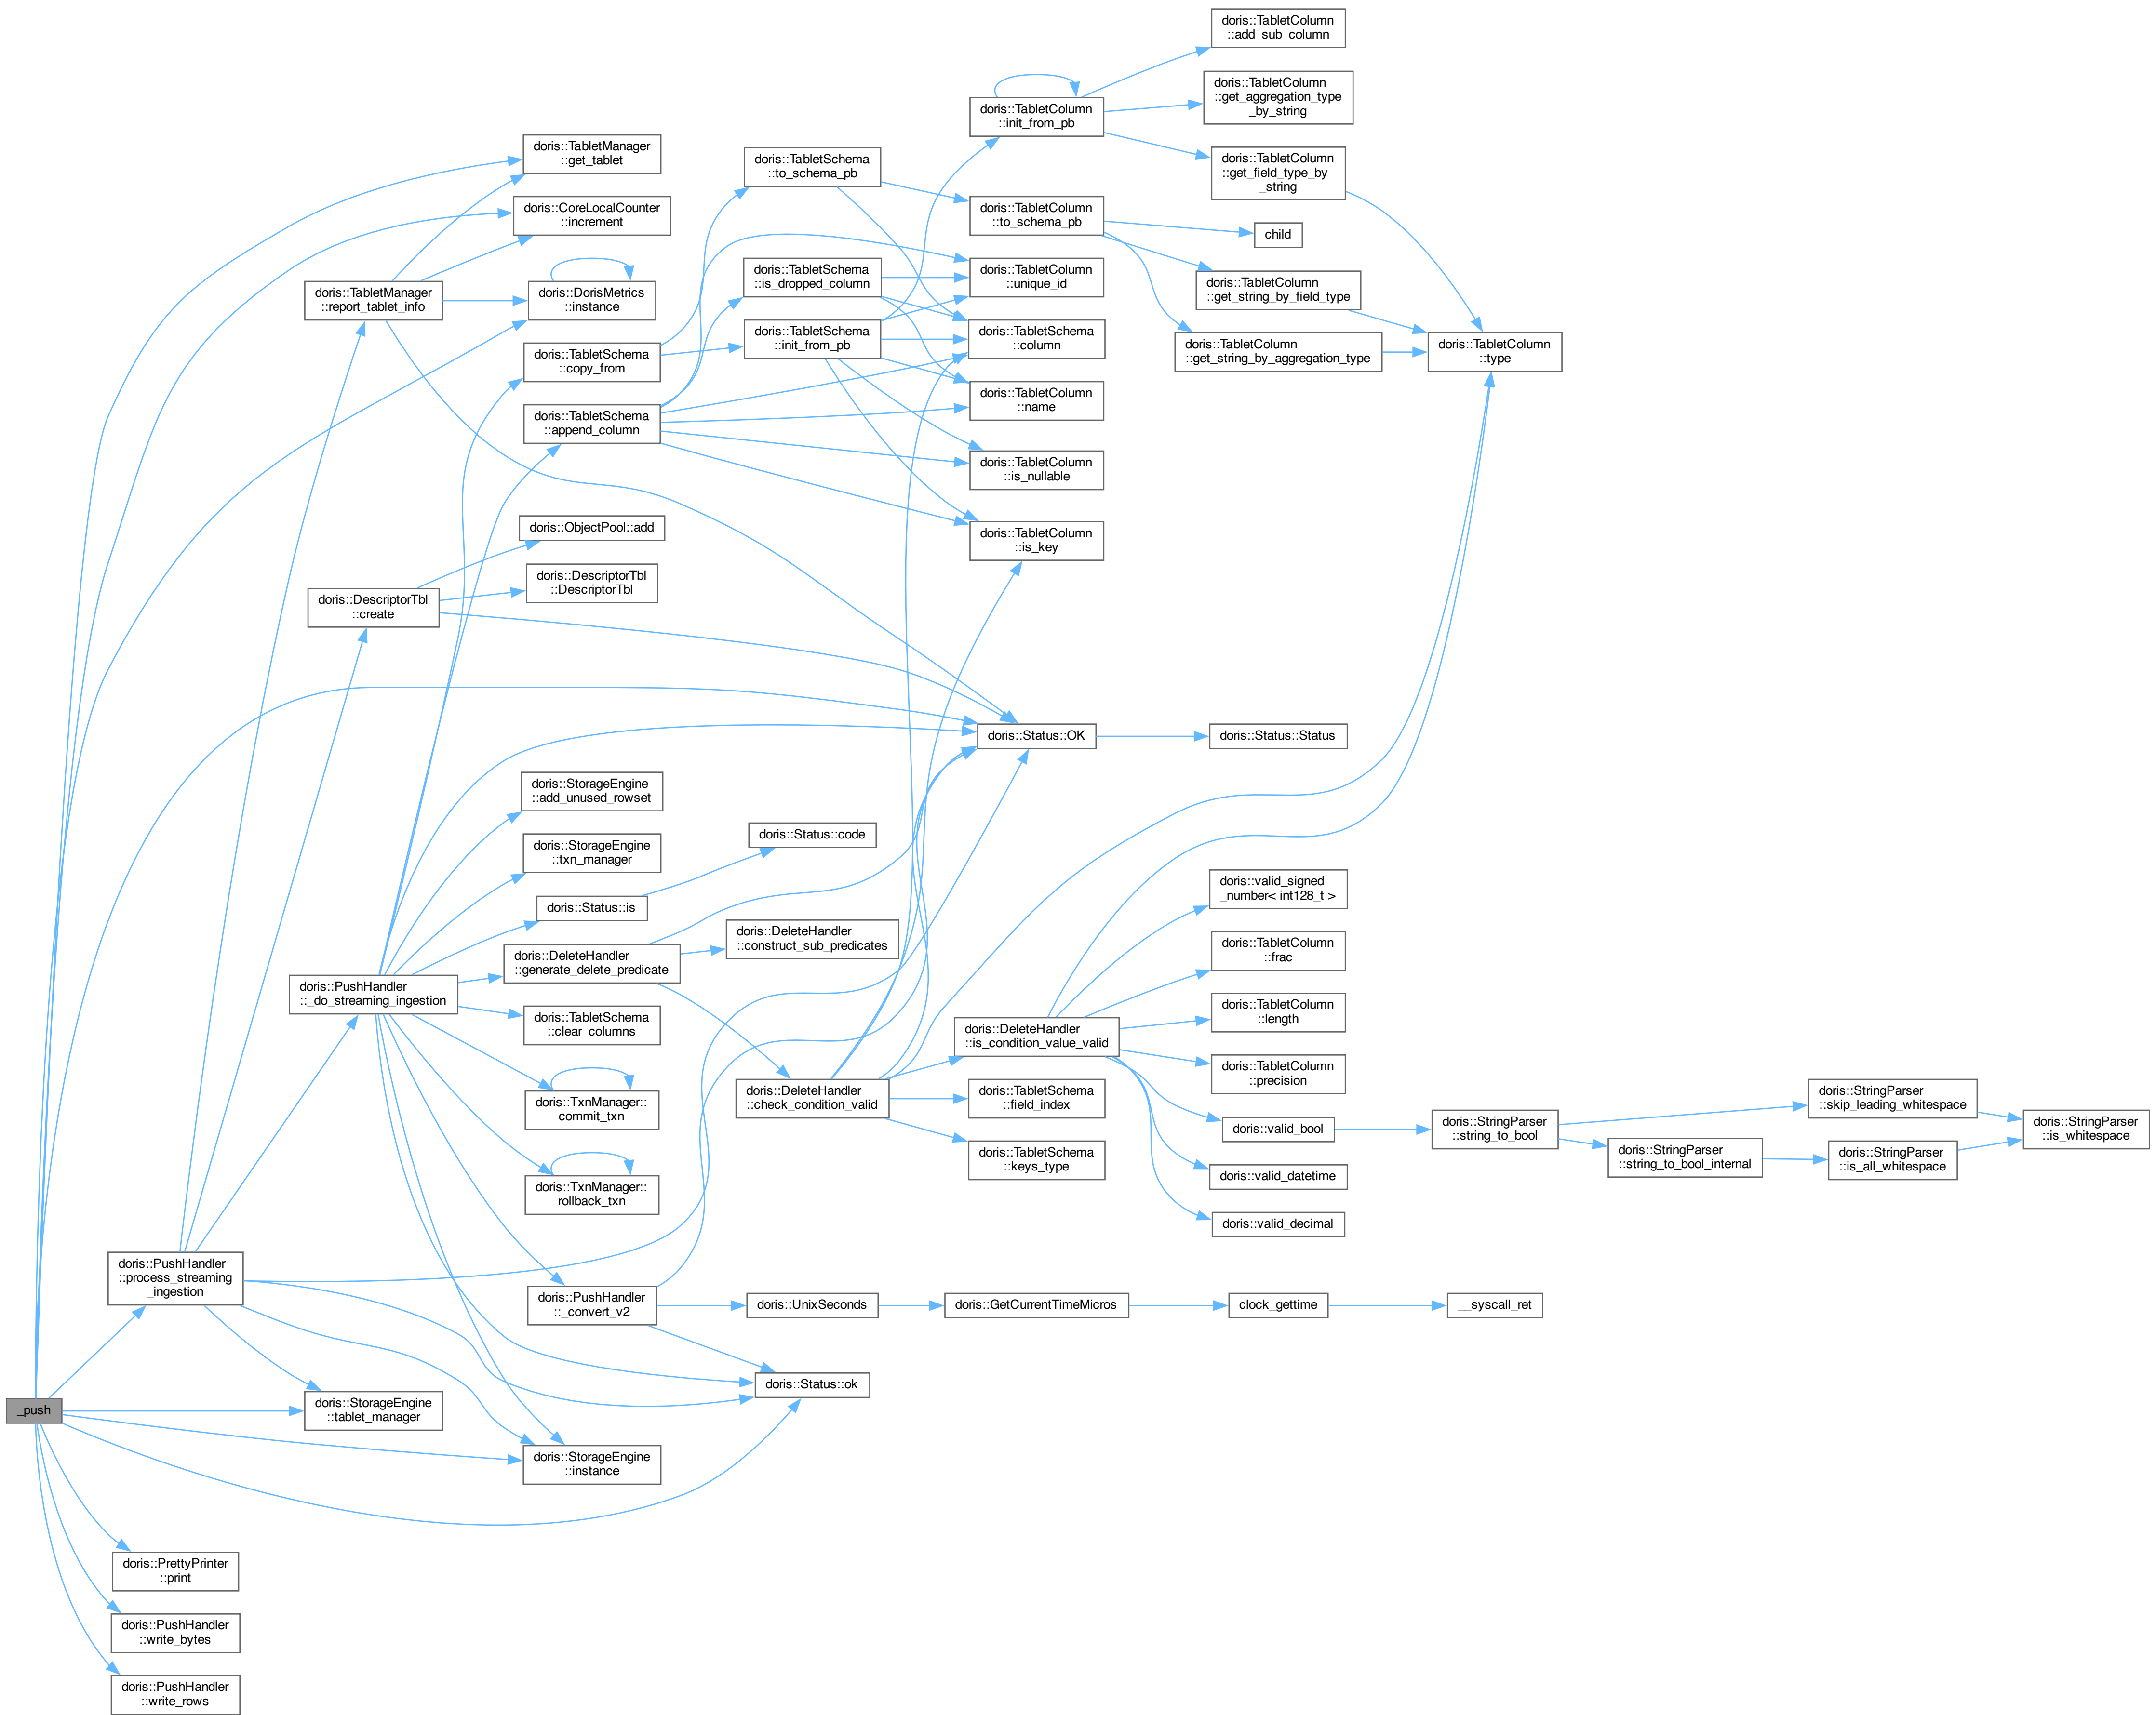 doris::TabletColumn
::add_sub_column
doris::TabletColumn
::get_aggregation_type
_by_string
doris::TabletColumn
::init_from_pb
doris::TabletManager
::get_tablet
doris::TabletSchema
::to_schema_pb
doris::TabletColumn
::get_field_type_by
_string
doris::CoreLocalCounter
::increment
doris::TabletColumn
::to_schema_pb
child
doris::TabletManager
::report_tablet_info
doris::DorisMetrics
::instance
doris::TabletSchema
::is_dropped_column
doris::TabletColumn
::unique_id
doris::TabletColumn
::get_string_by_field_type
doris::TabletSchema
::copy_from
doris::TabletSchema
::init_from_pb
doris::TabletSchema
::column
doris::TabletColumn
::get_string_by_aggregation_type
doris::TabletColumn
::type
doris::TabletSchema
::append_column
doris::TabletColumn
::name
doris::TabletColumn
::is_nullable
doris::ObjectPool::add
doris::TabletColumn
::is_key
doris::DescriptorTbl
::create
doris::DescriptorTbl
::DescriptorTbl
doris::Status::OK
doris::Status::Status
doris::StorageEngine
::add_unused_rowset
doris::StorageEngine
::txn_manager
doris::Status::code
doris::Status::is
doris::valid_signed
_number< int128_t >
doris::DeleteHandler
::generate_delete_predicate
doris::DeleteHandler
::construct_sub_predicates
doris::TabletColumn
::frac
doris::PushHandler
::_do_streaming_ingestion
doris::TabletSchema
::clear_columns
doris::DeleteHandler
::is_condition_value_valid
doris::TabletColumn
::length
doris::TabletColumn
::precision
doris::TxnManager::
commit_txn
doris::DeleteHandler
::check_condition_valid
doris::TabletSchema
::field_index
doris::valid_bool
doris::StringParser
::string_to_bool
doris::StringParser
::skip_leading_whitespace
doris::StringParser
::is_whitespace
doris::TabletSchema
::keys_type
doris::StringParser
::string_to_bool_internal
doris::StringParser
::is_all_whitespace
doris::TxnManager::
rollback_txn
doris::valid_datetime
doris::valid_decimal
doris::PushHandler
::process_streaming
_ingestion
doris::PushHandler
::_convert_v2
doris::UnixSeconds
doris::GetCurrentTimeMicros
clock_gettime
__syscall_ret
doris::Status::ok
_push
doris::StorageEngine
::tablet_manager
doris::StorageEngine
::instance
doris::PrettyPrinter
::print
doris::PushHandler
::write_bytes
doris::PushHandler
::write_rows